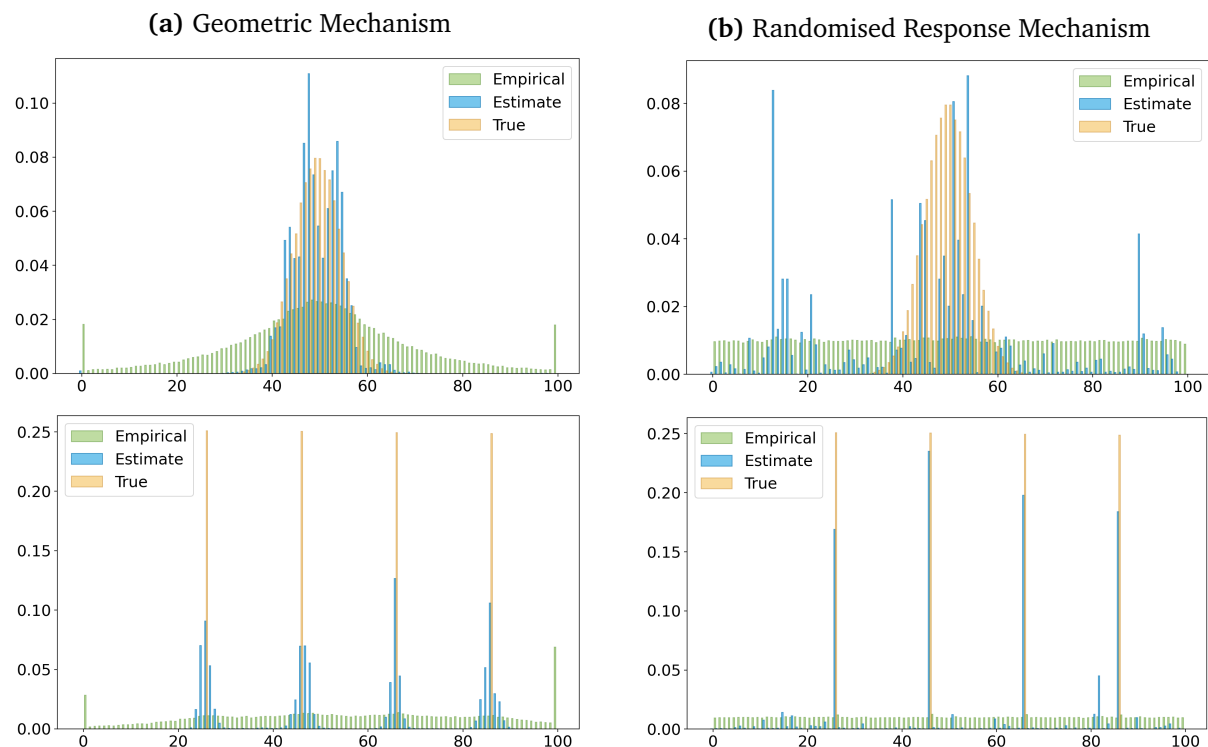 (a) Geometric Mechanism
(b) Randomised Response Mechanism
Empirical
Estimate
True
0.10
0.08
0.06
0.04
0.02
0.00
0 20 40 60 80 100
Empirical
Estimate
True
0.08
0.06
0.04
0.02
0.00
0 20 40 60 80 100
Empirical
Estimate
True
0.25
0.20
0.15
0.10
0.05
0.00
0 20 40 60 80 100
Empirical
Estimate
True
0.25
0.20
0.15
0.10
0.05
0.00
0 20 40 60 80 100